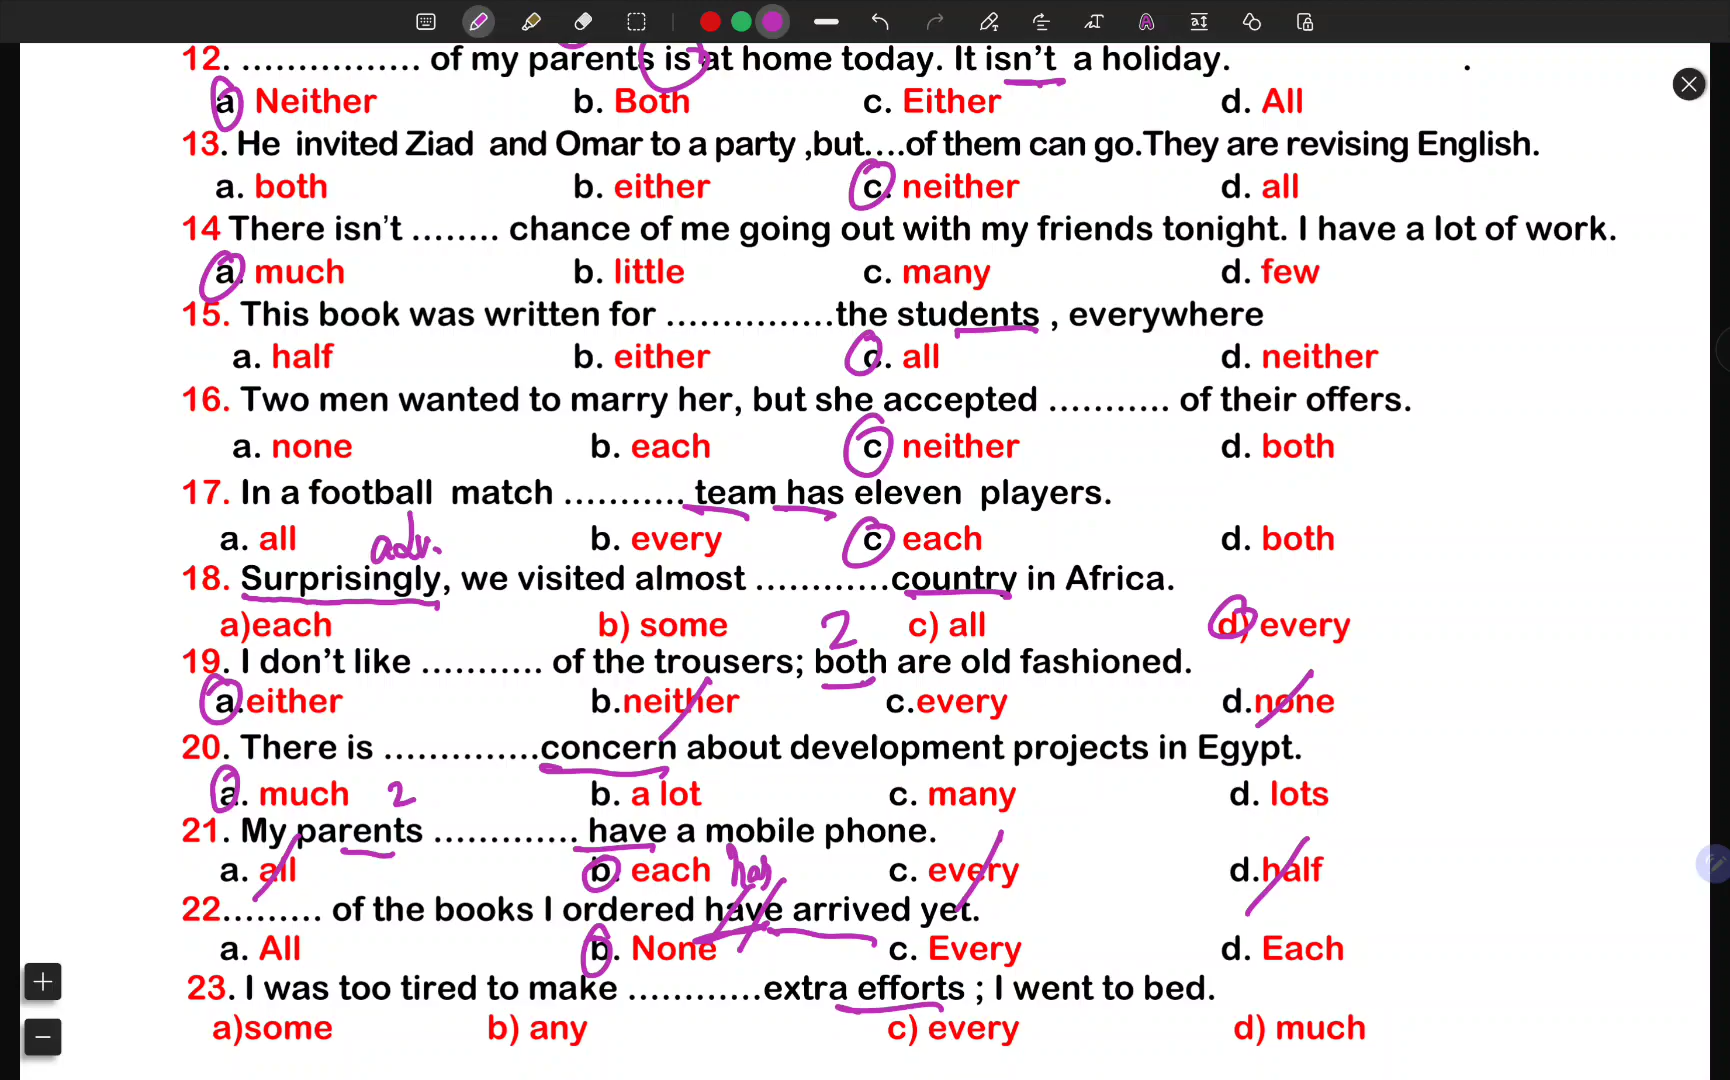 12. ................ of my parents is at home today. It isn't a holiday. .
a Neither b. Both c. Either d. All
13. He invited Ziad and Omar to a party ,but....of them can go.They are revising English.
a. both b. either c. neither d. all
14 There isn't ........ chance of me going out with my friends tonight. I have a lot of work.
a. much b. little c. many d. few
15. This book was written for ...............the students , everywhere
a. half b. either c. all d. neither
16. Two men wanted to marry her, but she accepted ........... of their offers.
a. none b. each c neither d. both
17. In a football match ........... team has eleven players.
a. all b. every c each d. both
adv.
18. Surprisingly, we visited almost ............country in Africa.
a)each b) some c) all d) every
2
19. I don't like ........... of the trousers; both are old fashioned.
a.either b.neither c.every d.none
20. There is ..............concern about development projects in Egypt.
a. much b. a lot c. many d. lots
2
21. My parents ............. have a mobile phone.
a. all b. each c. every d.half
has
22.......... of the books I ordered have arrived yet.
a. All b. None c. Every d. Each
23. I was too tired to make ............extra efforts ; I went to bed.
a)some b) any c) every d) much